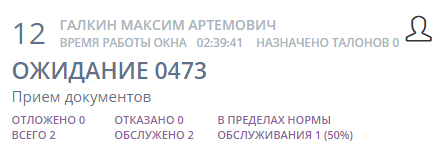 12 ГАЛКИН МАКСИМ АРТЕМОВИЧ
ВРЕМЯ РАБОТЫ ОКНА 02:39:41 НАЗНАЧЕНО ТАЛОНОВ 0
ОЖИДАНИЕ 0473
Прием документов
ОТЛОЖЕНО 0 ОТКАЗАНО 0 В ПРЕДЕЛАХ НОРМЫ
ВСЕГО 2 ОБСЛУЖЕНО 2 ОБСЛУЖИВАНИЯ 1 (50%)